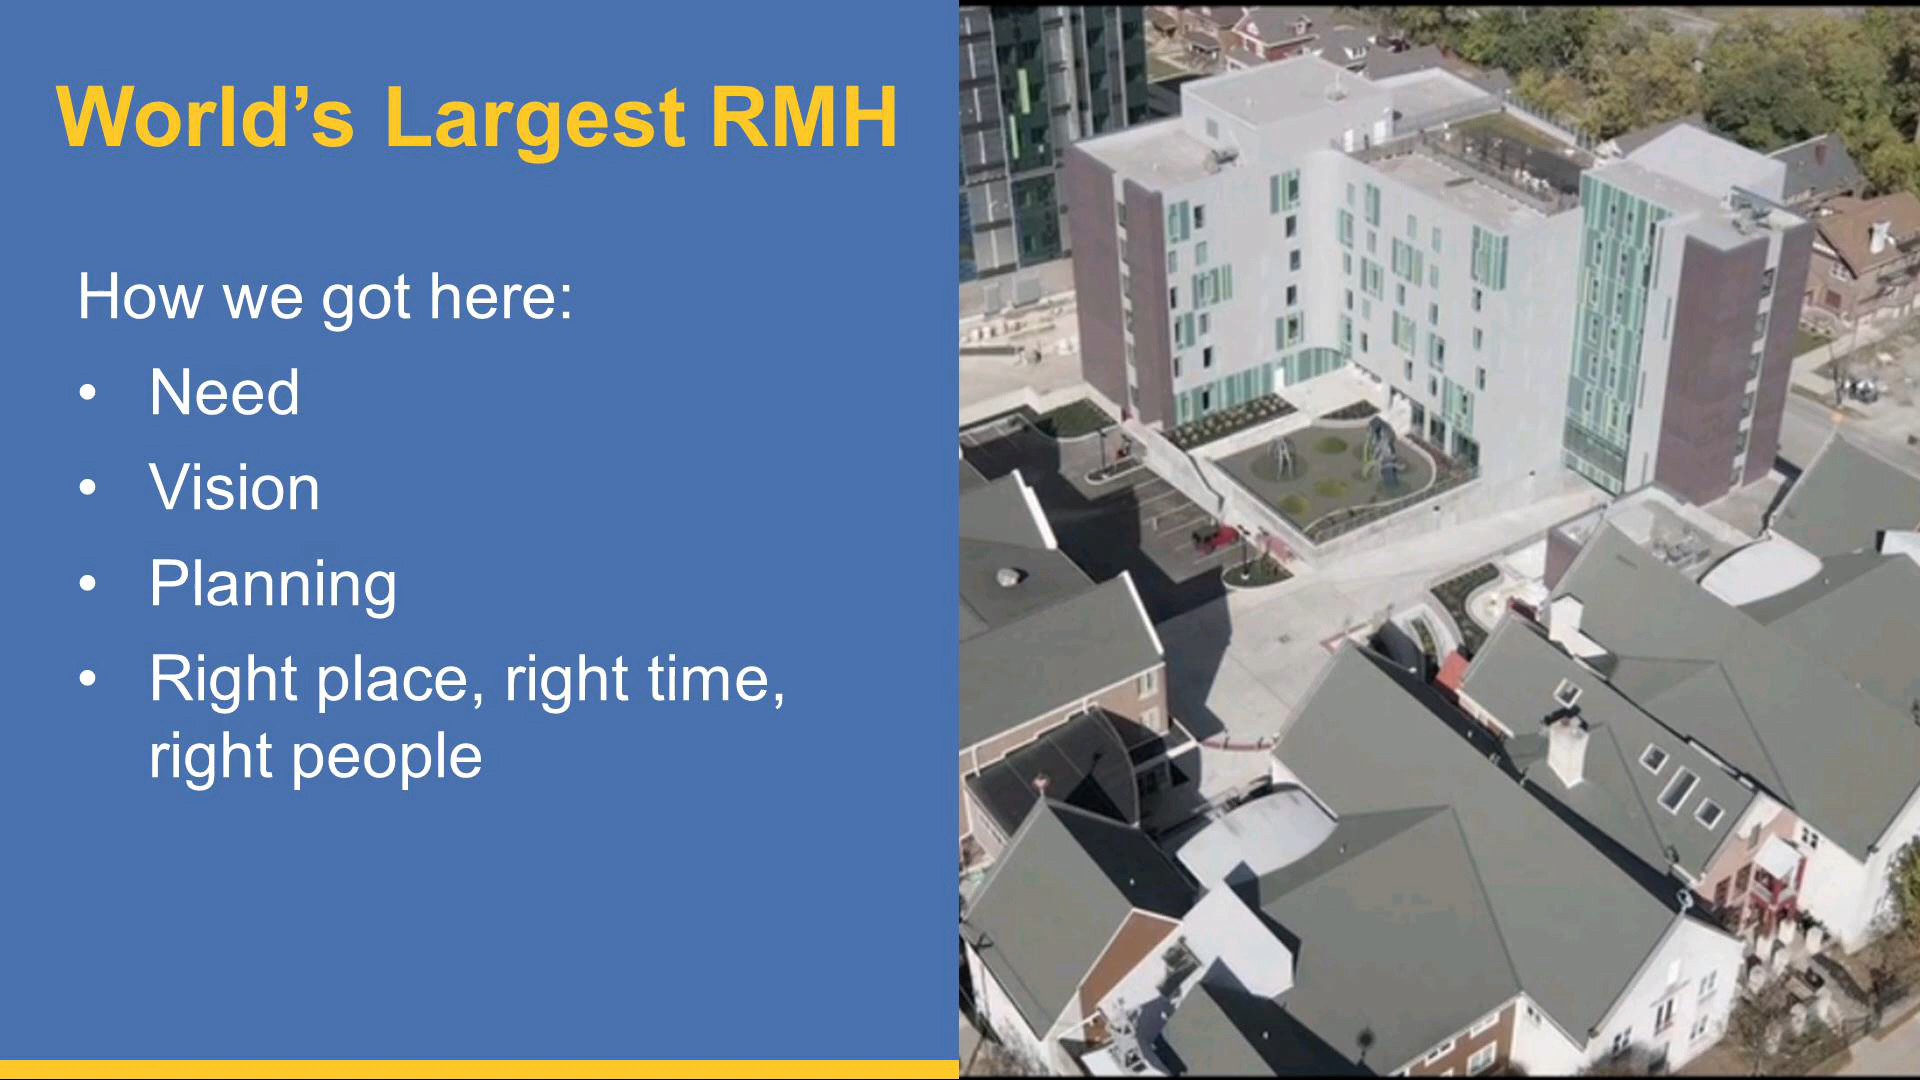 World’s Largest RMH
How we got here:
• Need
• Vision
• Planning
• Right place, right time,
right people